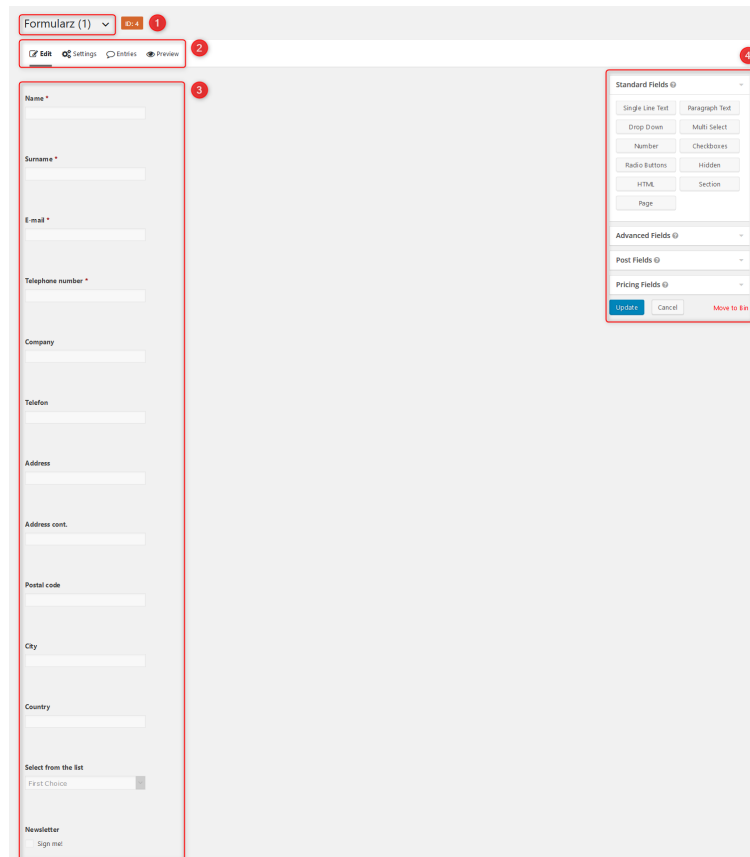 Formularz (1) ID: 4 1
Edit Settings Entries Preview 2
4
3
Name *
Surname *
E-mail *
Telephone number *
Company
Telefon
Address
Address cont.
Postal code
City
Country
Select from the list
First Choice
Newsletter
Sign me!
Standard Fields
Single Line Text Paragraph Text
Drop Down Multi Select
Number Checkboxes
Radio Buttons Hidden
HTML Section
Page
Advanced Fields
Post Fields
Pricing Fields
Update Cancel Move to Bin